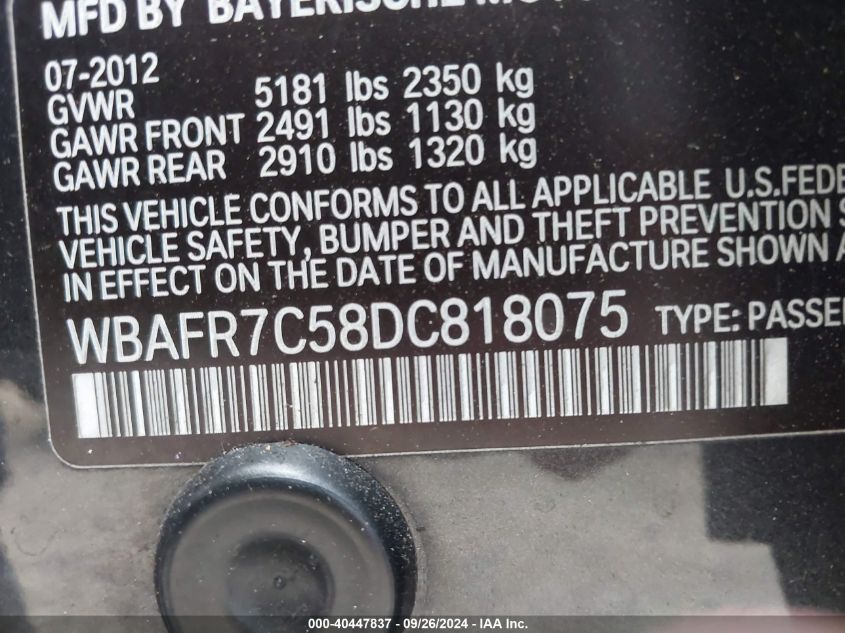 MFD BY BAYERISCHE
07-2012
GVWR 5181 lbs 2350 kg
GAWR FRONT 2491 lbs 1130 kg
GAWR REAR 2910 lbs 1320 kg
THIS VEHICLE CONFORMS TO ALL APPLICABLE U.S.FEDE
VEHICLE SAFETY, BUMPER AND THEFT PREVENTION S
IN EFFECT ON THE DATE OF MANUFACTURE SHOWN A
WBAFR7C58DC818075 TYPE: PASSE
000-40447837 - 09/26/2024 - IAAI Inc.